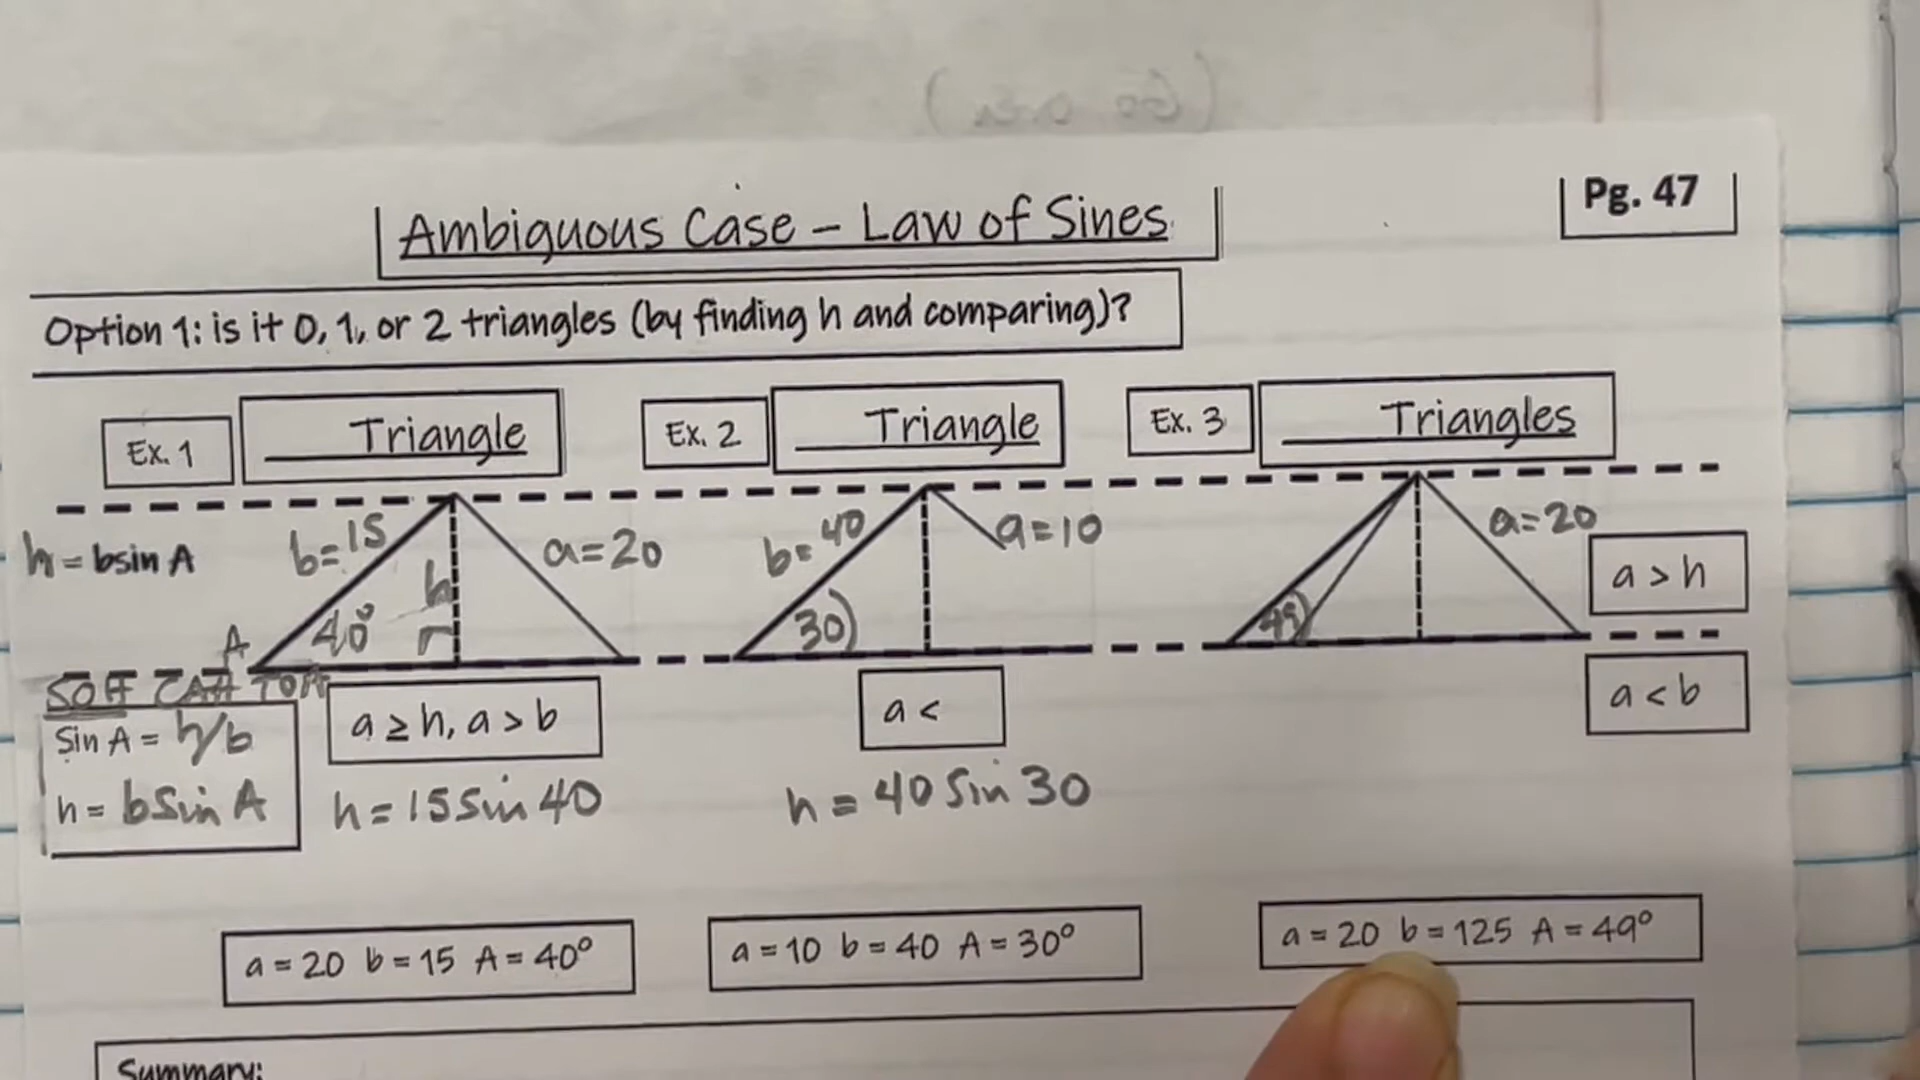 Pg. 47
Ambiguous Case - Law of Sines
Option 1: is it 0, 1, or 2 triangles (by finding h and comparing)?
Ex. 1
___ Triangle
Ex. 2
___ Triangle
Ex. 3
___ Triangles
h = bsin A
b=15
a=20
h
40°
A
b=40
a=10
30
a=20
49
a > h
a < b
SOH CAH TOA
Sin A = h/b
h = bSin A
a ≥ h, a > b
h = 15 Sin 40
a <
h = 40 Sin 30
a = 20 b = 15 A = 40°
a = 10 b = 40 A = 30°
a = 20 b = 125 A = 49°
Summary: